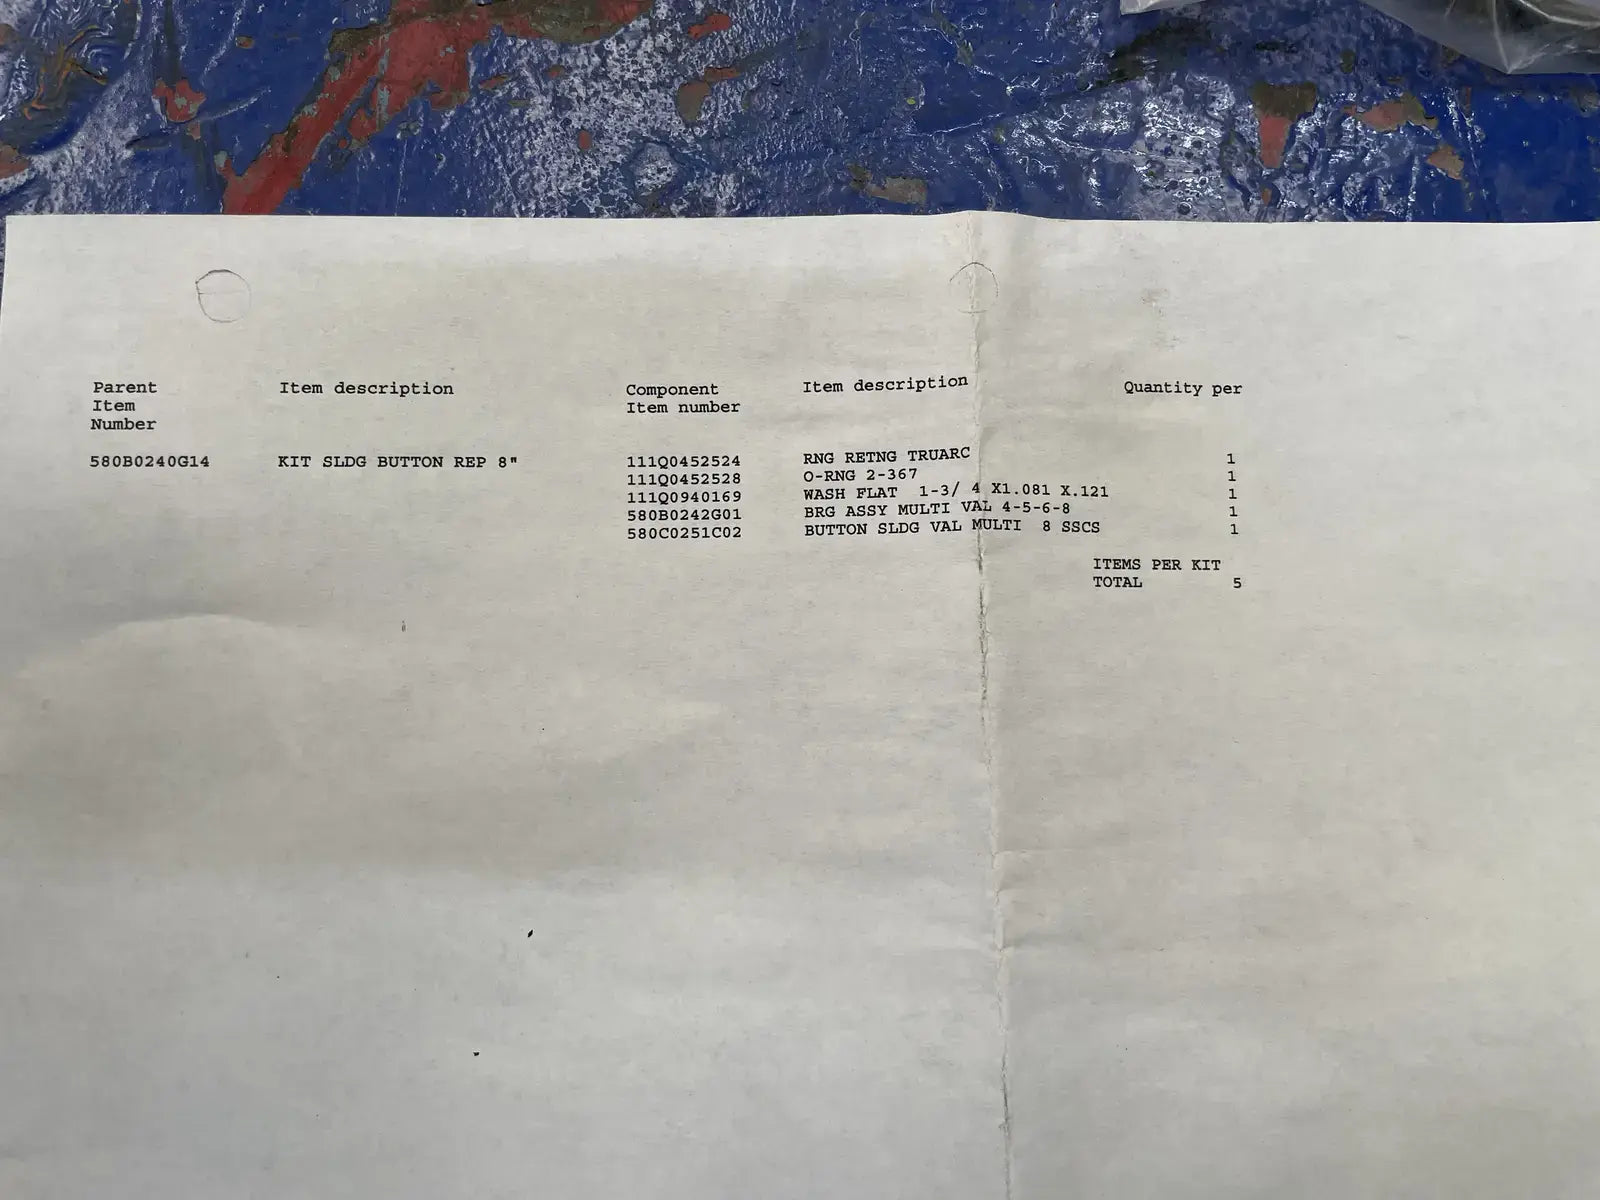 Parent Item description Component Item description Quantity per
Item Item number
Number
580B0240G14 KIT SLDG BUTTON REP 8" 111Q0452524 RNG RETNG TRUARC 1
111Q0452528 O-RNG 2-367 1
111Q0940169 WASH FLAT 1-3/ 4 X1.081 X.121 1
580B0242G01 BRG ASSY MULTI VAL 4-5-6-8 1
580C0251C02 BUTTON SLDG VAL MULTI 8 SSCS 1
ITEMS PER KIT
TOTAL 5